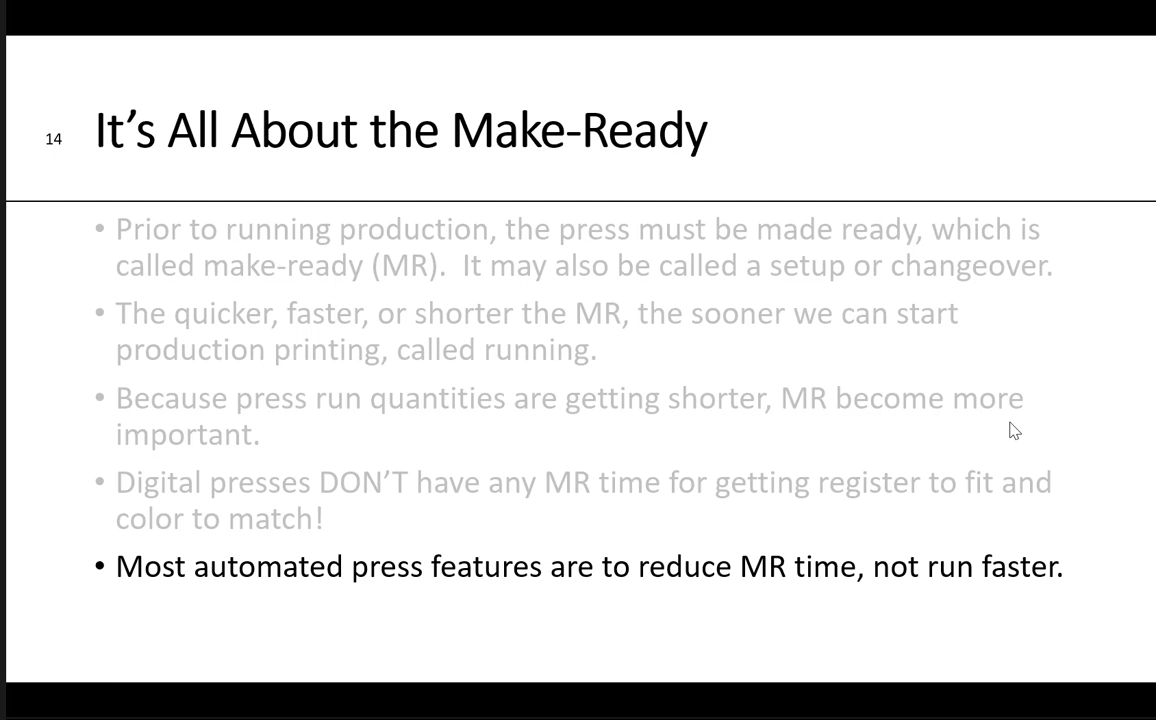 14
It's All About the Make-Ready
• Prior to running production, the press must be made ready, which is
called make-ready (MR).  It may also be called a setup or changeover.
• The quicker, faster, or shorter the MR, the sooner we can start
production printing, called running.
• Because press run quantities are getting shorter, MR become more
important.
• Digital presses DON'T have any MR time for getting register to fit and
color to match!
• Most automated press features are to reduce MR time, not run faster.